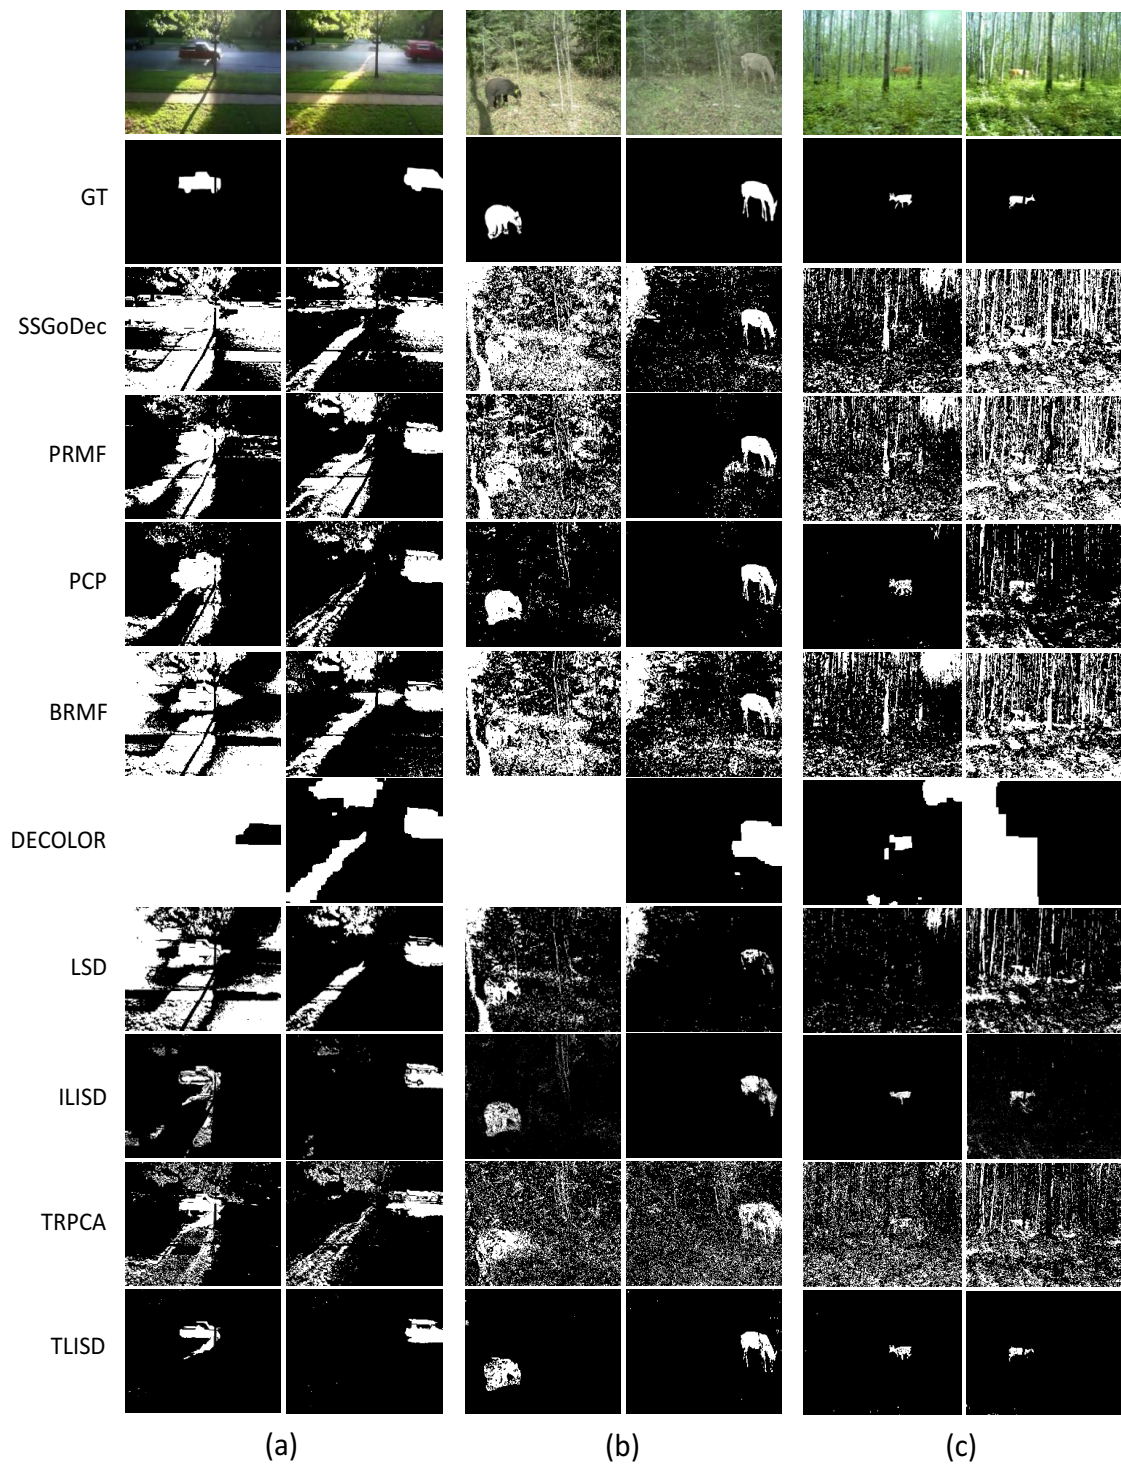 GT
SSGoDec
PRMF
PCP
BRMF
DECOLOR
LSD
ILISD
TRPCA
TLISD
(a) (b) (c)